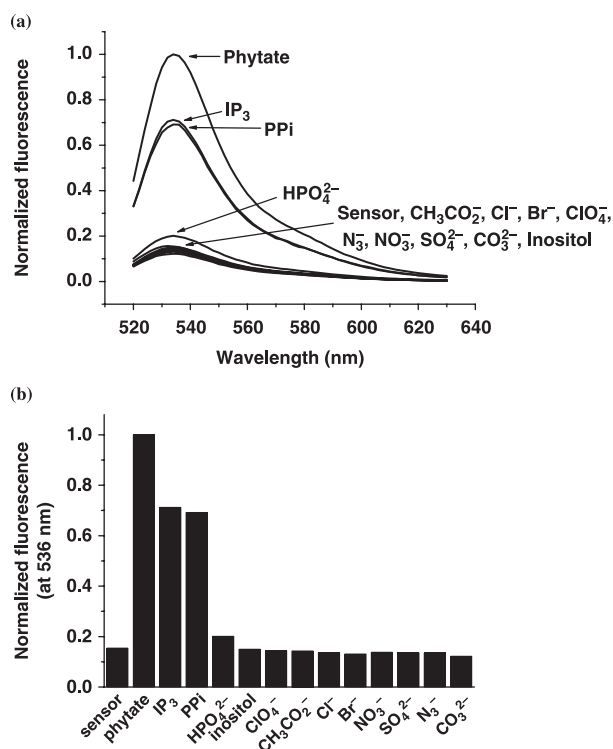 (a)
Normalized fluorescence
1.0
0.8
0.6
0.4
0.2
0.0
Phytate
IP₃
PPi
HPO₄²⁻
Sensor, CH₃CO₂⁻, Cl⁻, Br⁻, ClO₄⁻,
N₃⁻, NO₃⁻, SO₄²⁻, CO₃²⁻, Inositol
520 540 560 580 600 620 640
Wavelength (nm)
(b)
Normalized fluorescence
(at 536 nm)
1.0
0.8
0.6
0.4
0.2
0.0
sensor
phytate
IP₃
PPi
HPO₄²⁻
inositol
ClO₄⁻
CH₃CO₂⁻
Cl⁻
Br⁻
NO₃⁻
SO₄²⁻
N₃⁻
CO₃²⁻